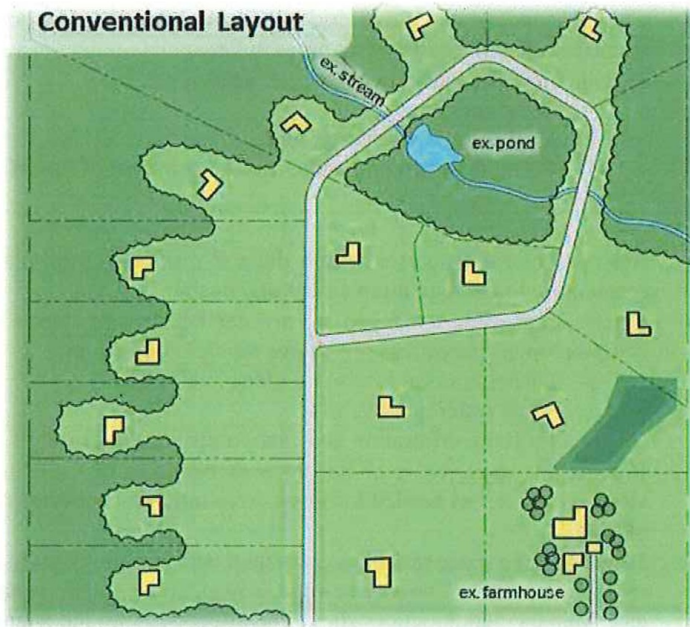 Conventional Layout
ex. stream
ex. pond
ex. farmhouse